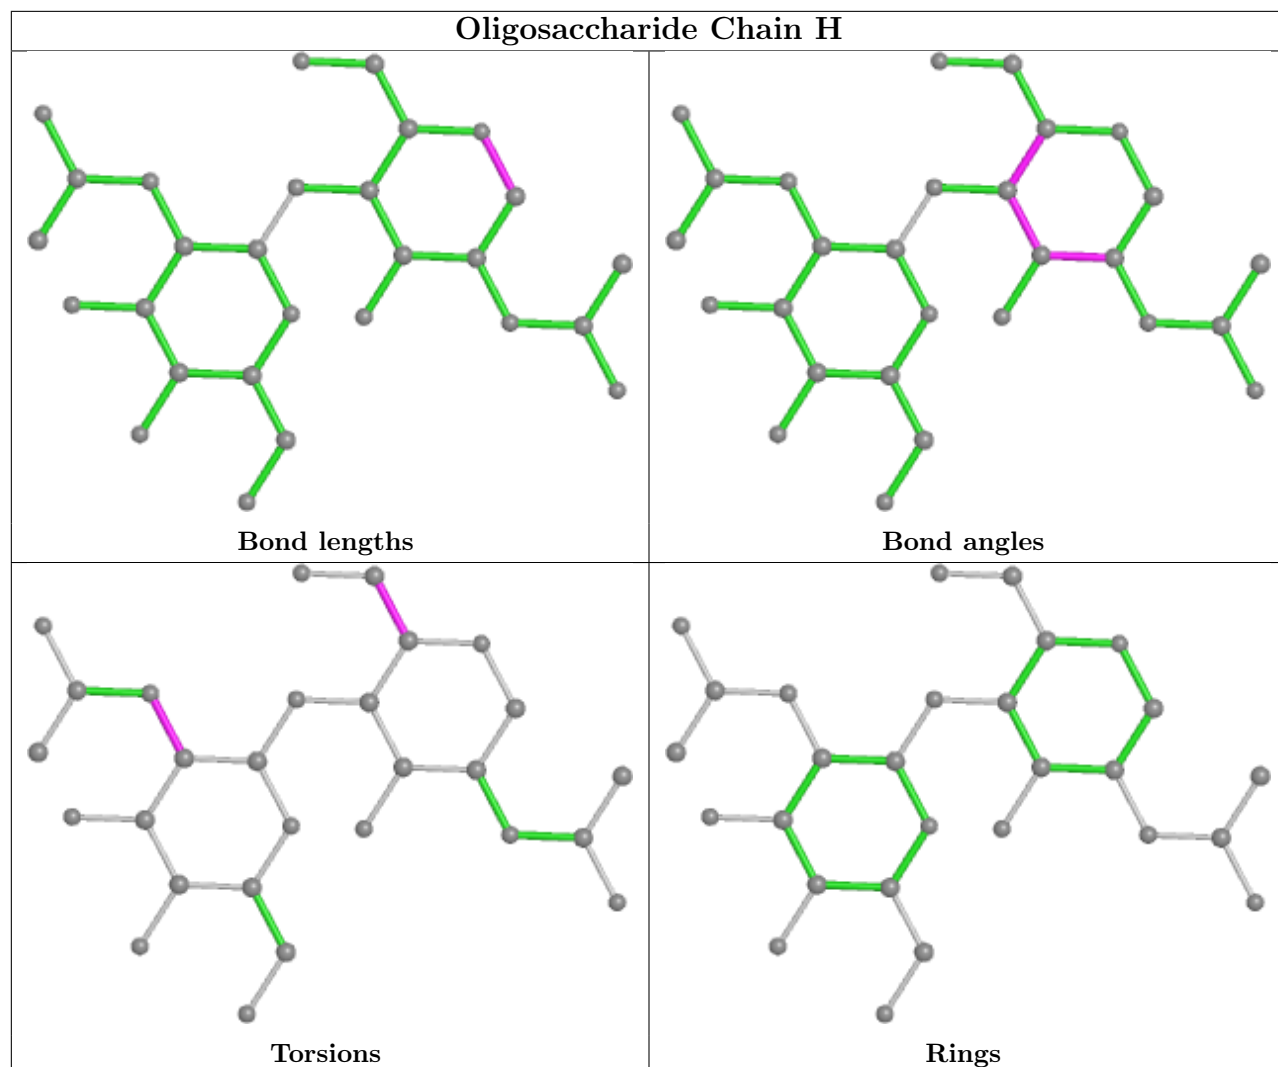 Oligosaccharide Chain H
Bond lengths
Bond angles
Torsions
Rings